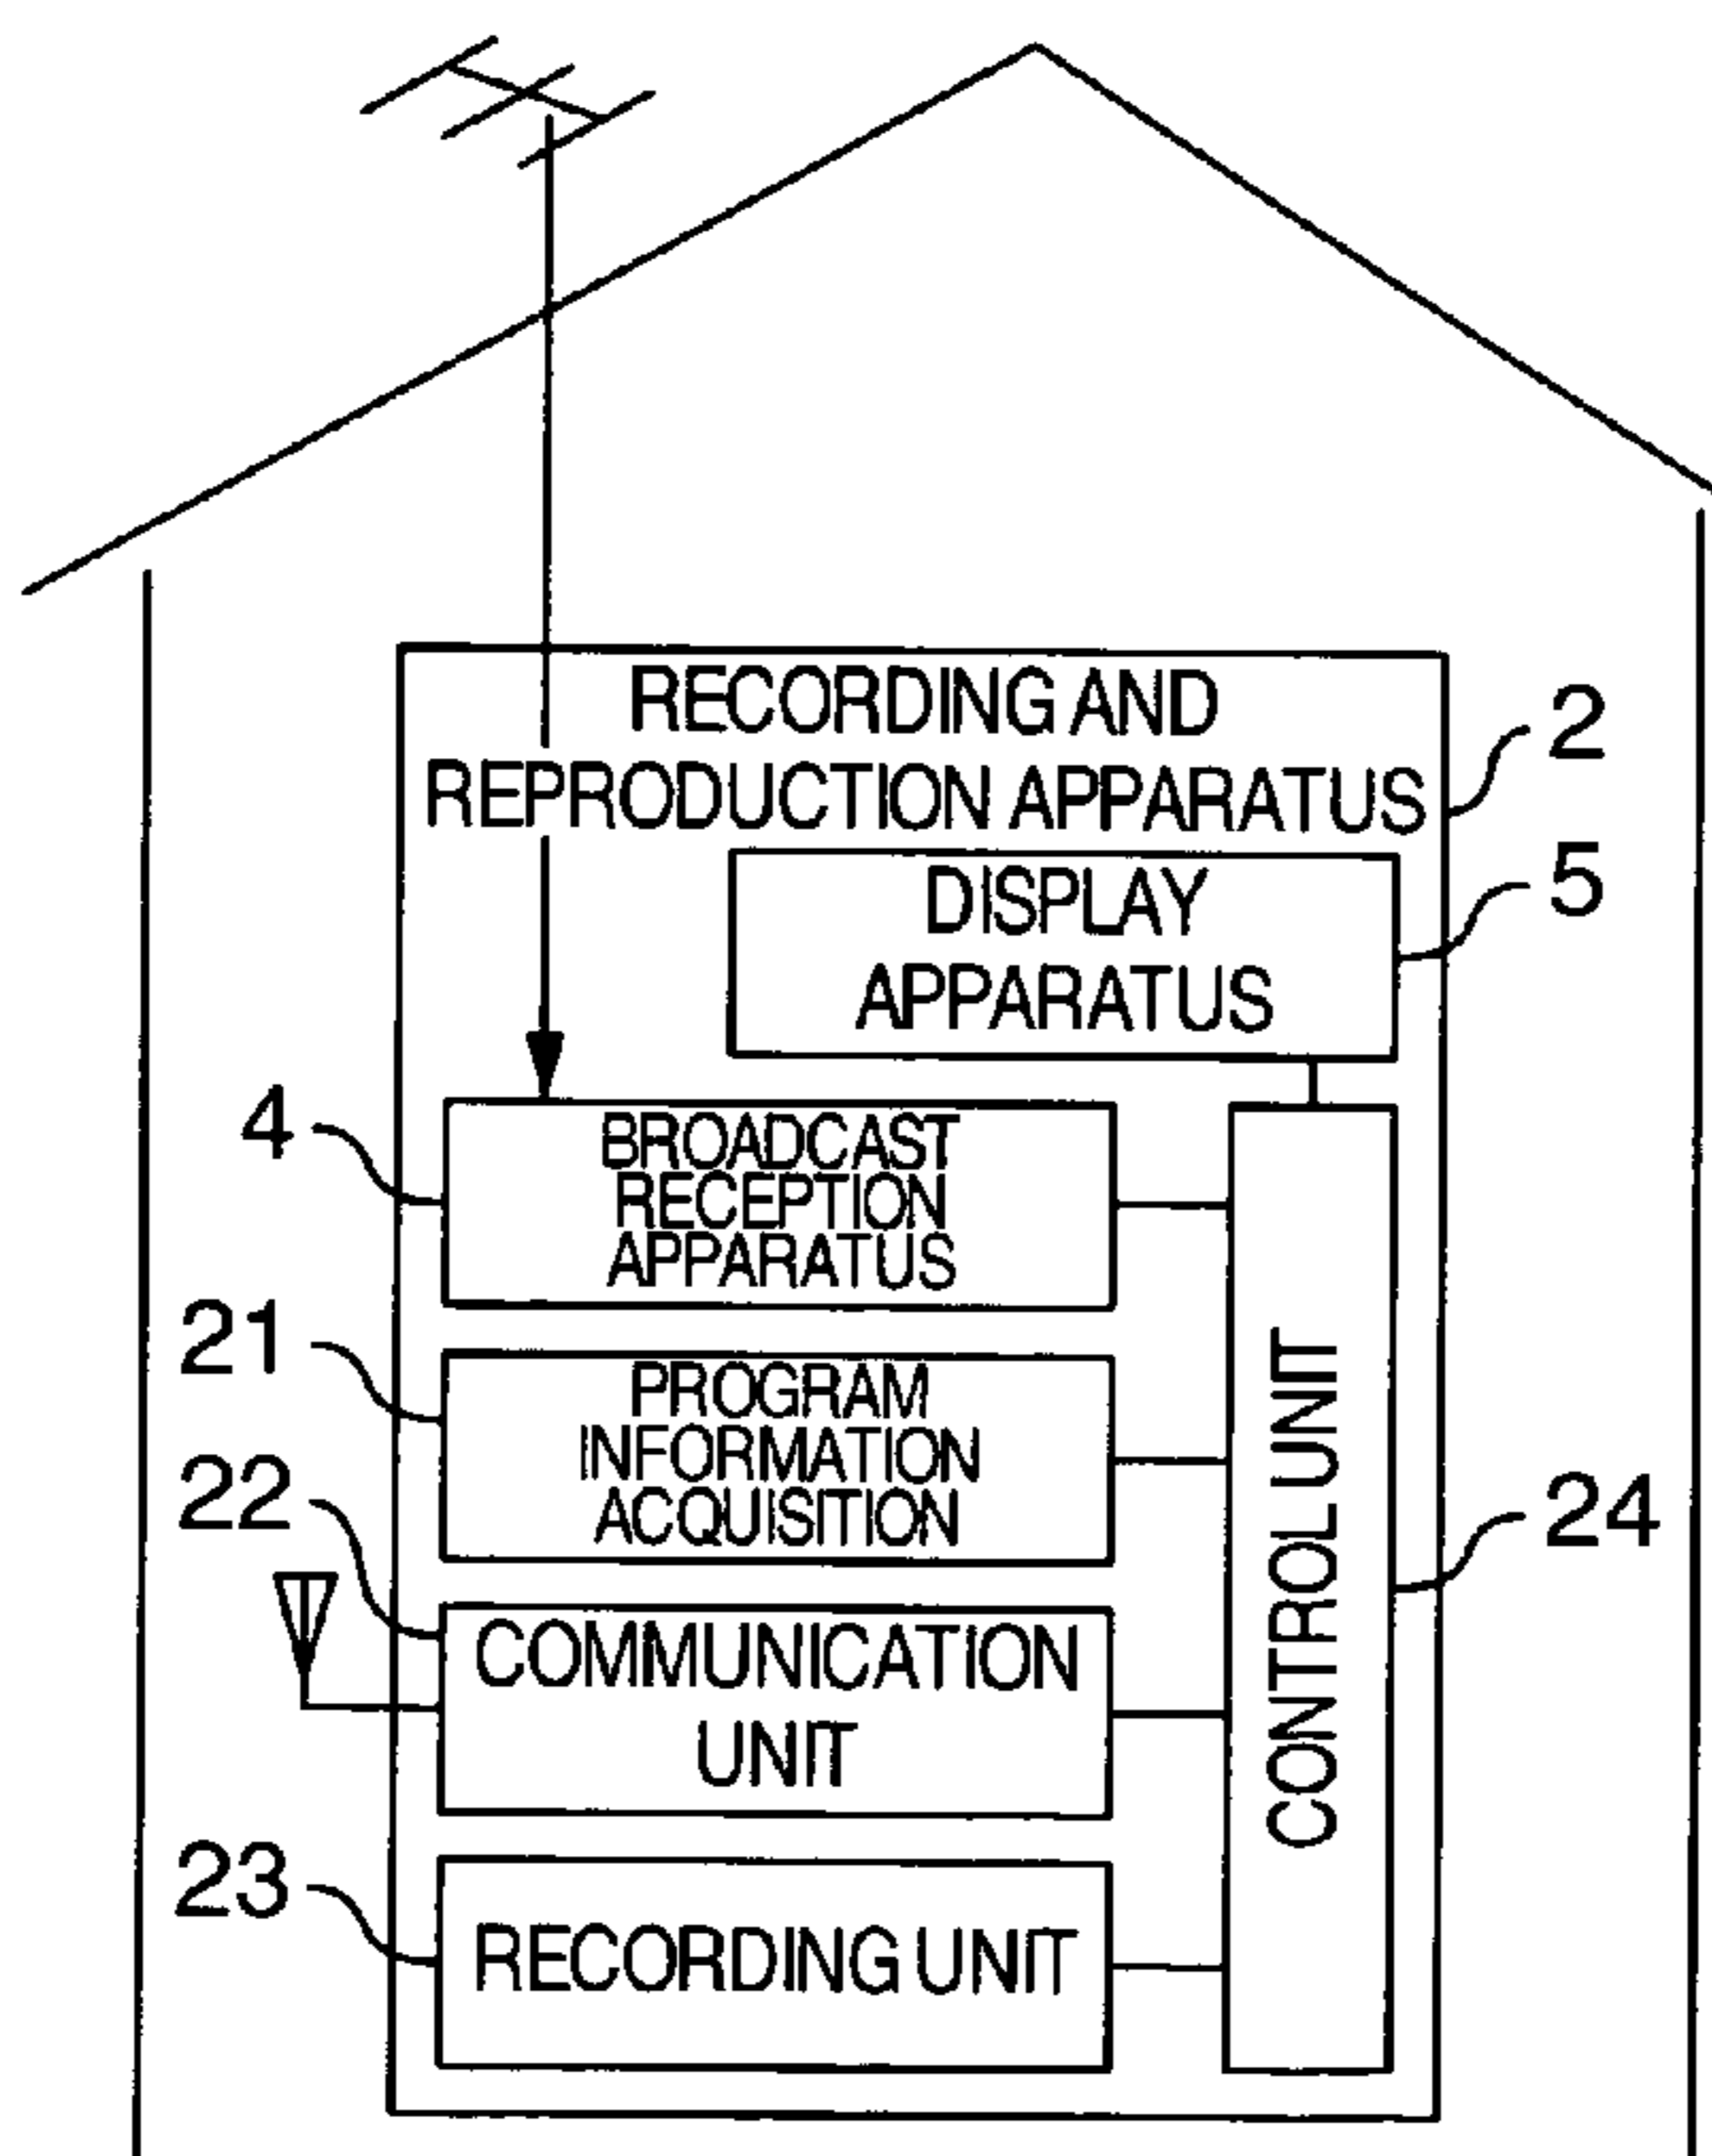 RECORDING AND
REPRODUCTION APPARATUS
2
DISPLAY
APPARATUS
5
4
BROADCAST
RECEPTION
APPARATUS
21
PROGRAM
INFORMATION
ACQUISITION
22
COMMUNICATION
UNIT
23
RECORDING UNIT
CONTROL UNIT
24